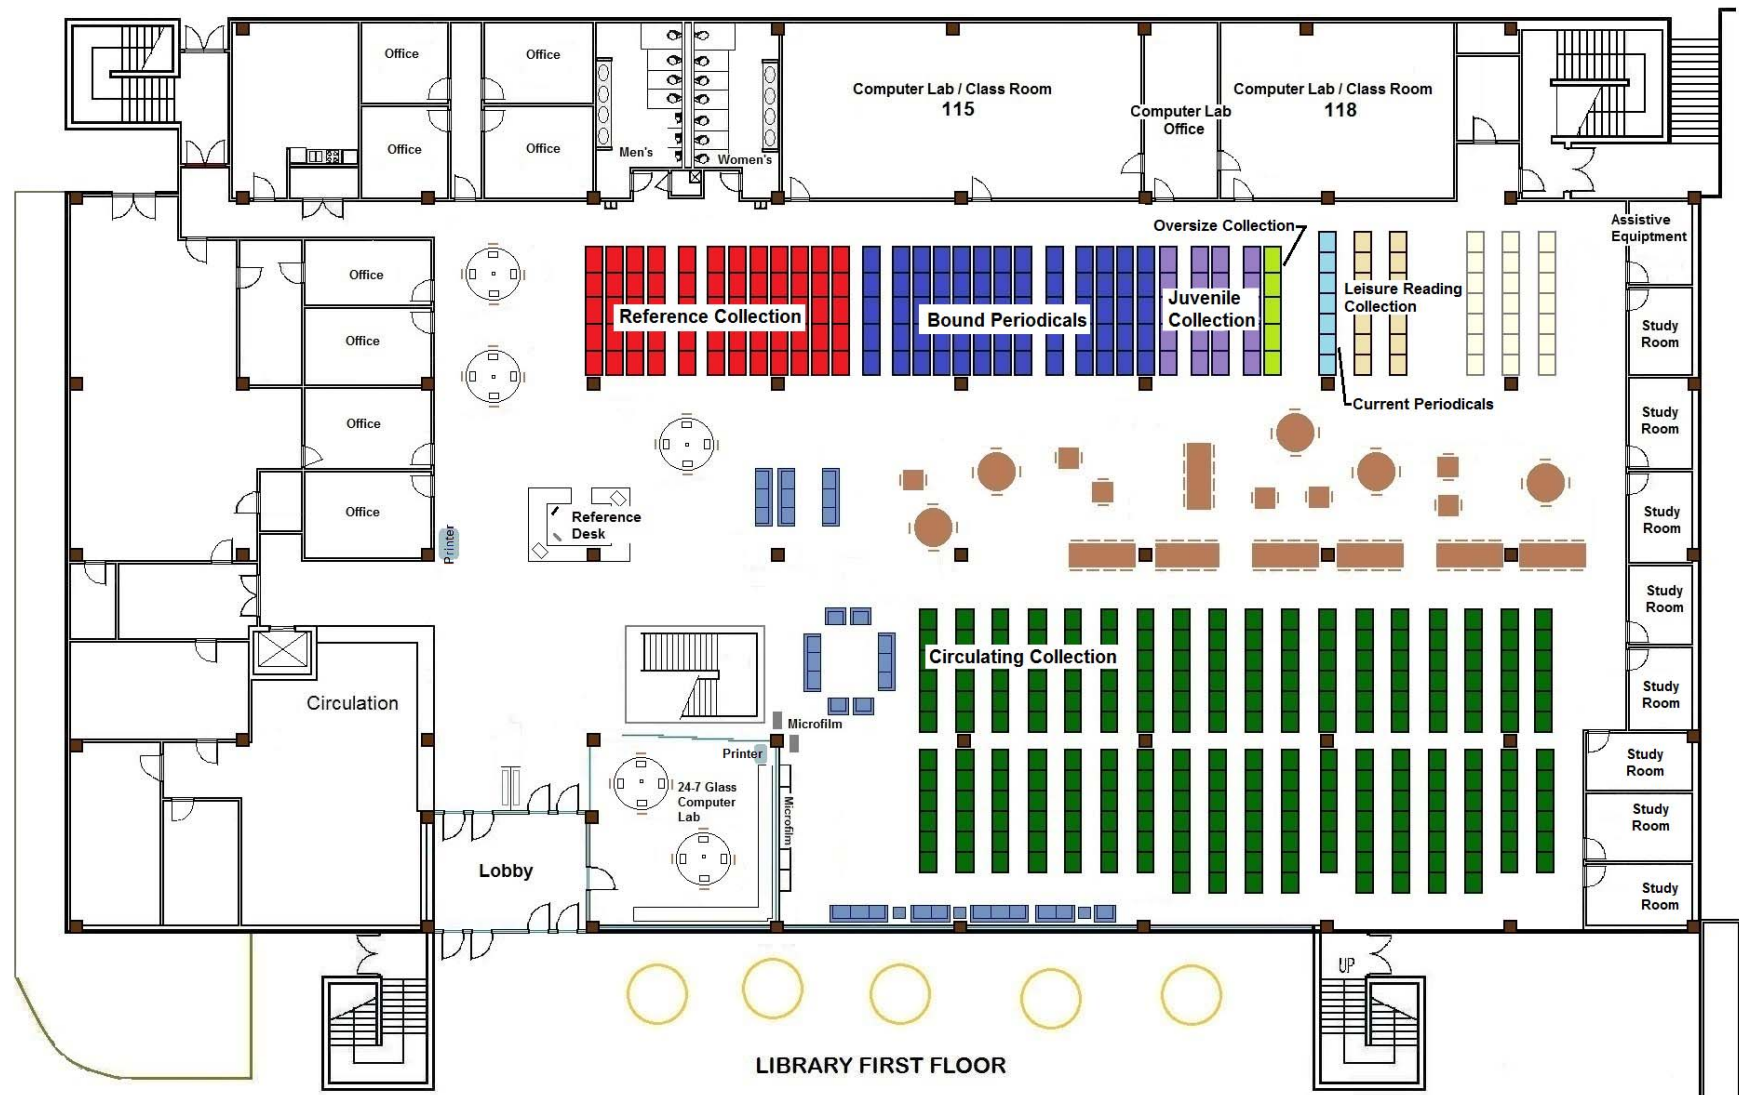 Office
Office
Office
Office
Men's
Women's
Computer Lab / Class Room
115
Computer Lab
Office
Computer Lab / Class Room
118
Oversize Collection
Assistive
Equiptment
Office
Office
Office
Office
Reference Collection
Bound Periodicals
Juvenile
Collection
Leisure Reading
Collection
Current Periodicals
Study
Room
Study
Room
Study
Room
Study
Room
Study
Room
Study
Room
Study
Room
Study
Room
Printer
Reference
Desk
Circulating Collection
Circulation
Microfilm
Printer
24-7 Glass
Computer
Lab
Microfilm
Lobby
UP
LIBRARY FIRST FLOOR